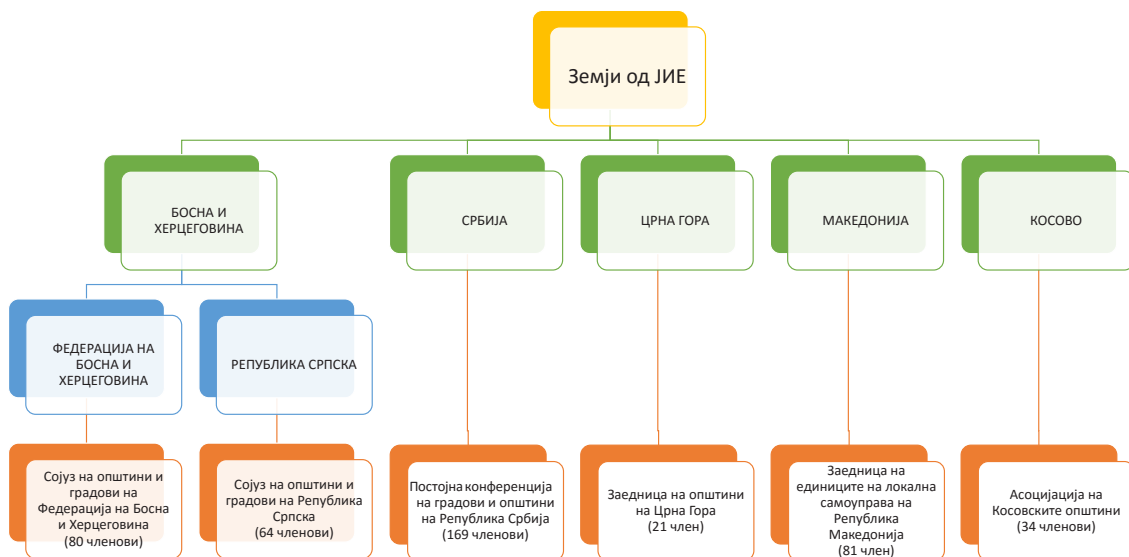 Земји од ЈИЕ
БОСНА И
ХЕРЦЕГОВИНА
СРБИЈА
ЦРНА ГОРА
МАКЕДОНИЈА
КОСОВО
ФЕДЕРАЦИЈА НА
БОСНА И
ХЕРЦЕГОВИНА
РЕПУБЛИКА СРПСКА
Сојуз на општини и
градови на
Федерација на Босна
и Херцеговина
(80 членови)
Сојуз на општини и
градови на Република
Српска
(64 членови)
Постојна конференција
на градови и општини
на Република Србија
(169 членови)
Заедница на општини
на Црна Гора
(21 член)
Заедница на
единиците на локална
самоуправа на
Република
Македонија
(81 член)
Асоцијација на
Косовските општини
(34 членови)